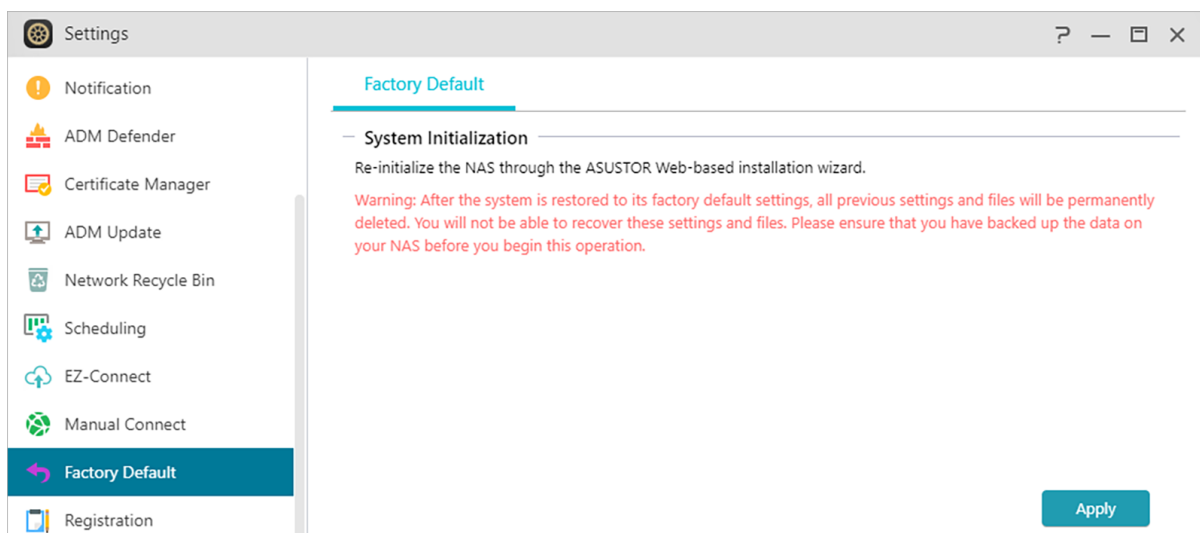 Settings
Notification
ADM Defender
Certificate Manager
ADM Update
Network Recycle Bin
Scheduling
EZ-Connect
Manual Connect
Factory Default
Registration
Factory Default
System Initialization
Re-initialize the NAS through the ASUSTOR Web-based installation wizard.
Warning: After the system is restored to its factory default settings, all previous settings and files will be permanently
deleted. You will not be able to recover these settings and files. Please ensure that you have backed up the data on
your NAS before you begin this operation.
Apply